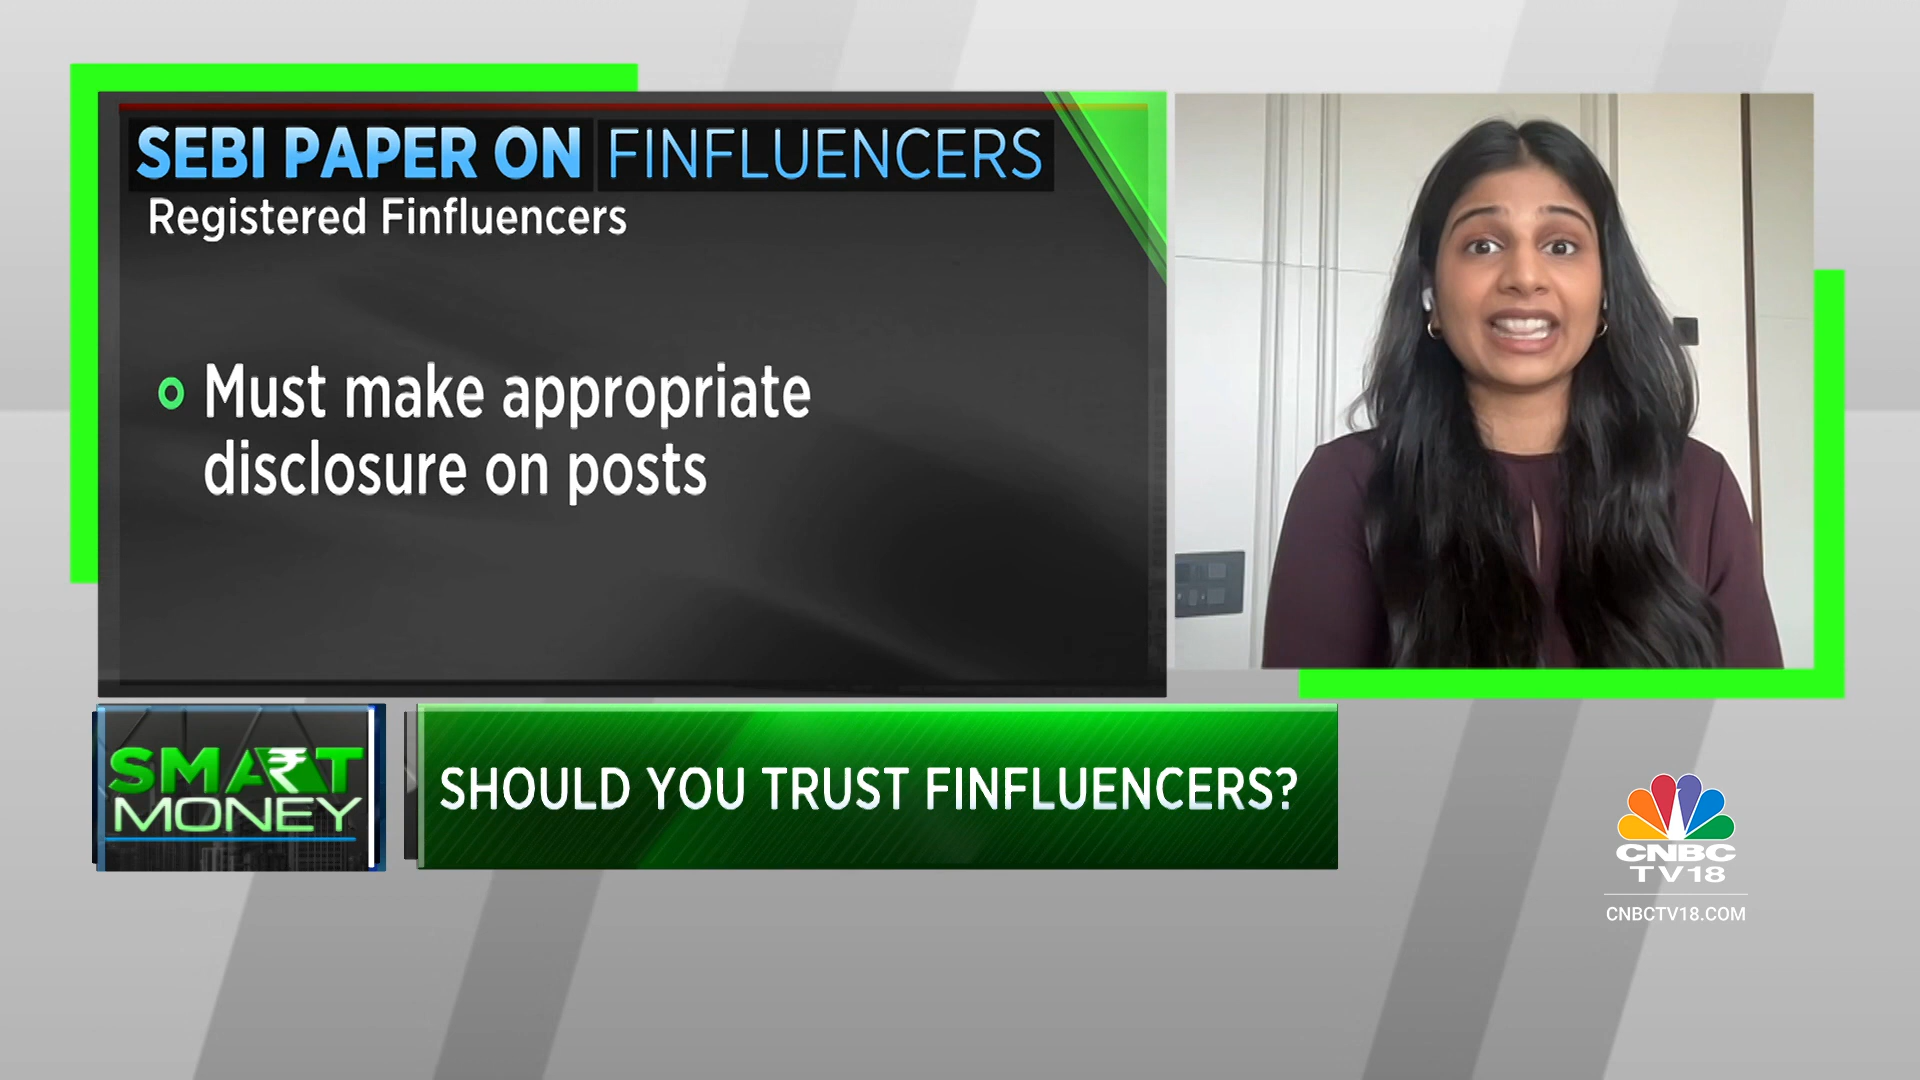 SEBI PAPER ON FINFLUENCERS
Registered Finfluencers
Must make appropriate
disclosure on posts
SMA₹T
MONEY
SHOULD YOU TRUST FINFLUENCERS?
CNBC
TV18
CNBCTV18.COM